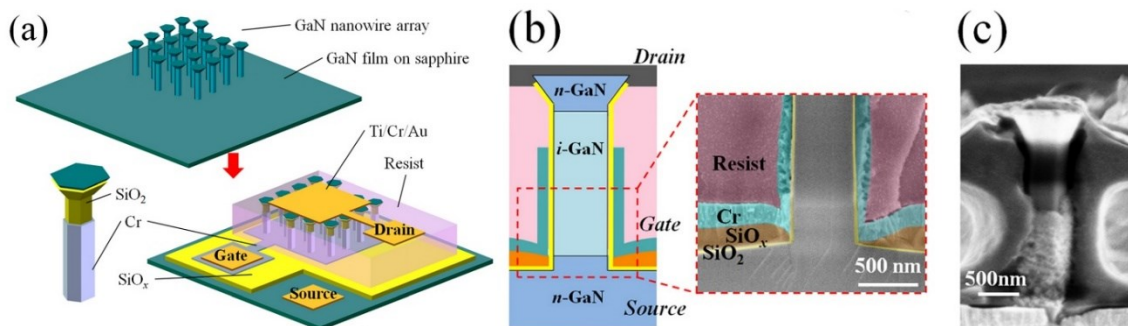 (a)
GaN nanowire array
GaN film on sapphire
Ti/Cr/Au
Resist
SiO2
Cr
Drain
Gate
SiOx
Source
(b)
Drain
n-GaN
i-GaN
Gate
n-GaN
Source
Resist
Cr
SiOx
SiO2
500 nm
(c)
500nm